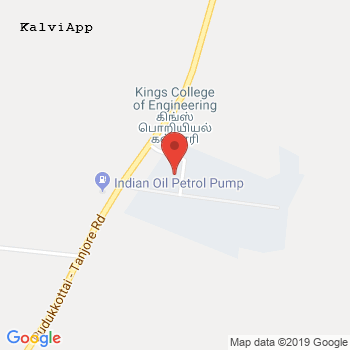 KalviApp
Kings College
of Engineering
கிங்ஸ்
பொறியியல்
Indian Oil Petrol Pump
Pudukkottai - Tanjore Rd
Google
Map data ©2019 Google